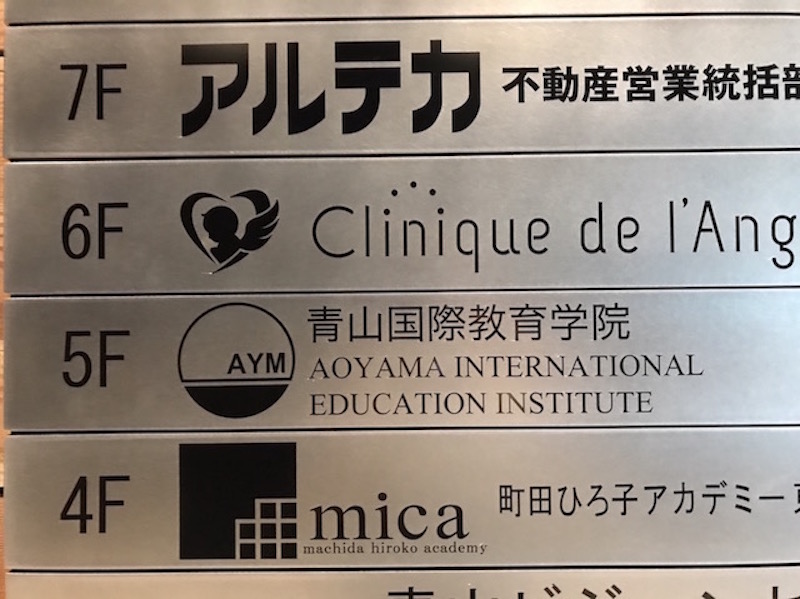 7F アルテカ 不動産営業統括部
6F Clinique de l'Ang
5F AYM 青山国際教育学院
AOYAMA INTERNATIONAL
EDUCATION INSTITUTE
4F mica 町田ひろ子アカデミー東
machida hiroko academy